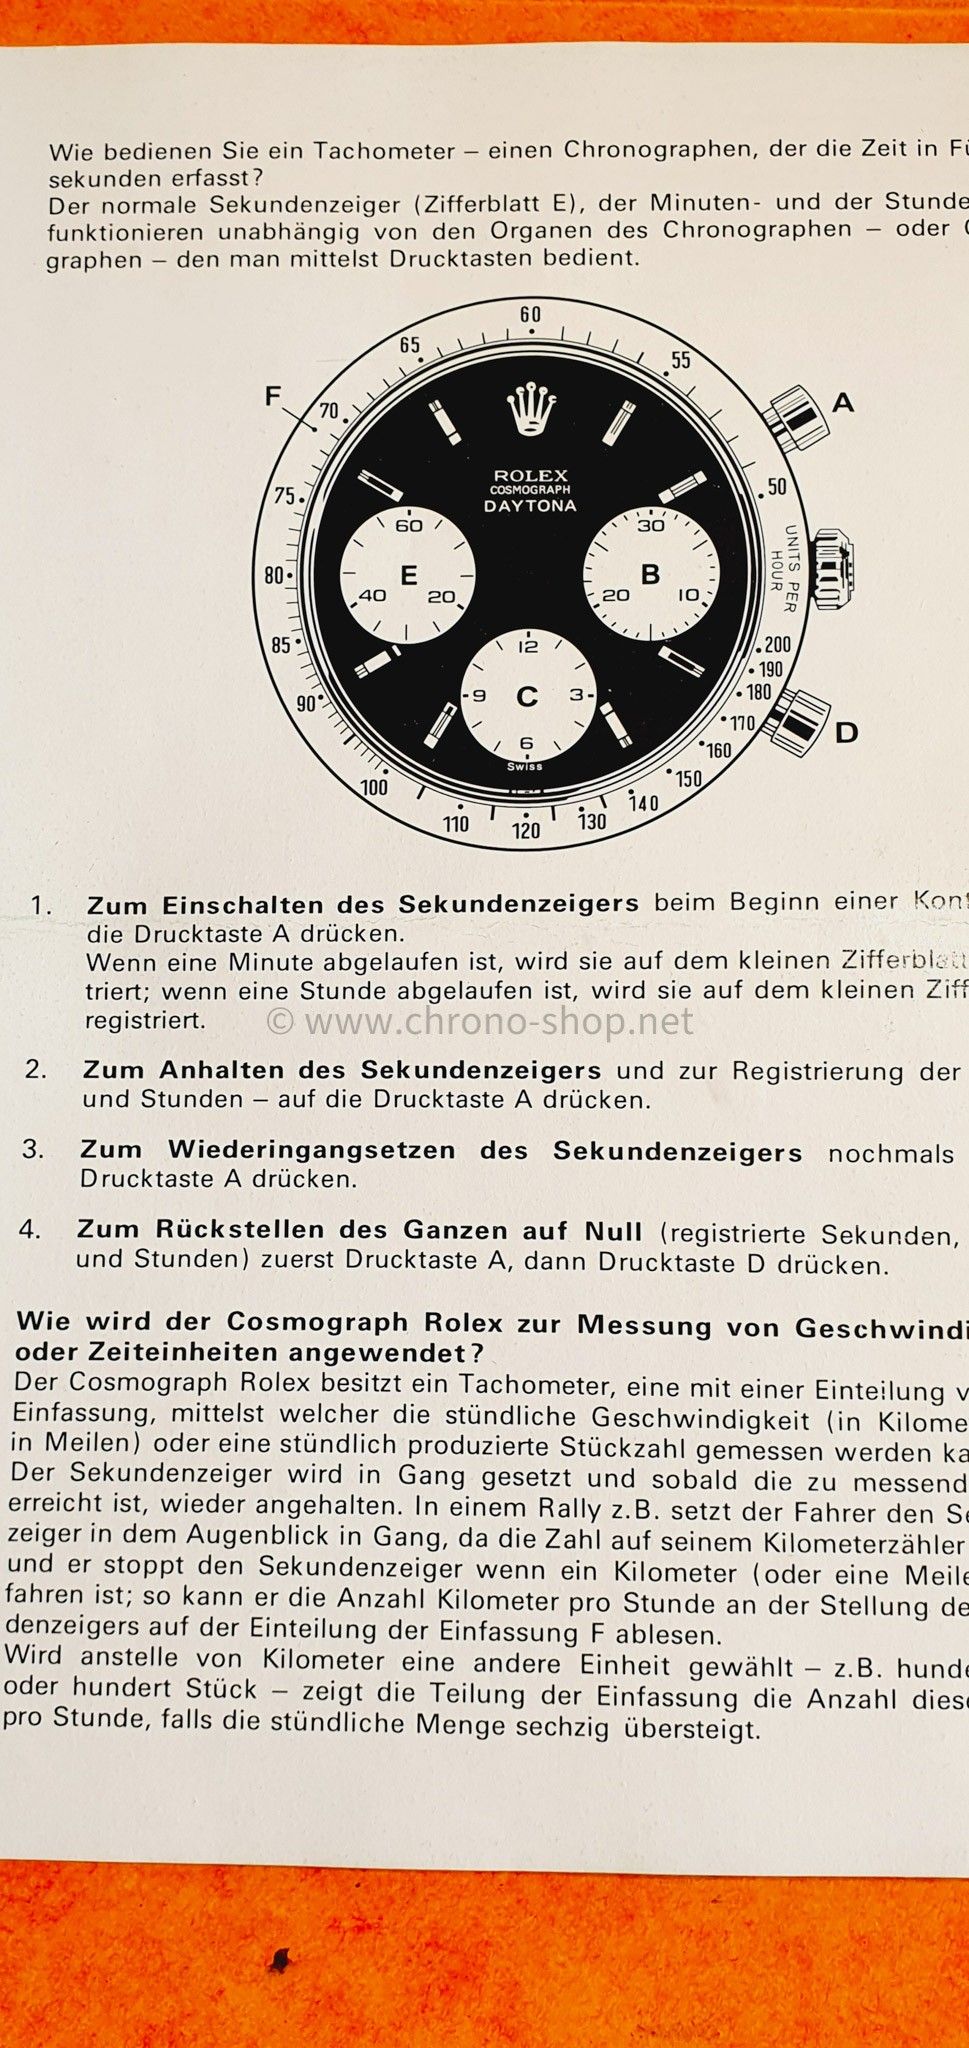 Wie bedienen Sie ein Tachometer – einen Chronographen, der die Zeit in
sekunden erfasst?
Der normale Sekundenzeiger (Zifferblatt E), der Minuten- und der Stunde
funktionieren unabhängig von den Organen des Chronographen – oder
graphen – den man mittelst Drucktasten bedient.
60
65
55
F
A
70
ROLEX
COSMOGRAPH
DAYTONA
75
50
60
30
UNITS PER
HOUR
80
E
B
40
20
20
10
85
12
200
190
9
C
3
180
90
170
D
6
160
Swiss
100
150
140
110
120
130
1. Zum Einschalten des Sekundenzeigers beim Beginn einer
die Drucktaste A drücken.
Wenn eine Minute abgelaufen ist, wird sie auf dem kleinen Zifferblatt
triert; wenn eine Stunde abgelaufen ist, wird sie auf dem kleinen Ziff
registriert.
© www.chrono-shop.net
2. Zum Anhalten des Sekundenzeigers und zur Registrierung der
und Stunden – auf die Drucktaste A drücken.
3. Zum Wiederingangsetzen des Sekundenzeigers nochmals
Drucktaste A drücken.
4. Zum Rückstellen des Ganzen auf Null (registrierte Sekunden,
und Stunden) zuerst Drucktaste A, dann Drucktaste D drücken.
Wie wird der Cosmograph Rolex zur Messung von Geschwindi
oder Zeiteinheiten angewendet?
Der Cosmograph Rolex besitzt ein Tachometer, eine mit einer Einteilung v
Einfassung, mittelst welcher die stündliche Geschwindigkeit (in Kilome
in Meilen) oder eine stündlich produzierte Stückzahl gemessen werden ka
Der Sekundenzeiger wird in Gang gesetzt und sobald die zu messend
erreicht ist, wieder angehalten. In einem Rally z.B. setzt der Fahrer den Se
zeiger in dem Augenblick in Gang, da die Zahl auf seinem Kilometerzähler
und er stoppt den Sekundenzeiger wenn ein Kilometer (oder eine Meile
fahren ist; so kann er die Anzahl Kilometer pro Stunde an der Stellung de
denzeigers auf der Einteilung der Einfassung F ablesen.
Wird anstelle von Kilometer eine andere Einheit gewählt – z.B. hunde
oder hundert Stück – zeigt die Teilung der Einfassung die Anzahl diese
pro Stunde, falls die stündliche Menge sechzig übersteigt.